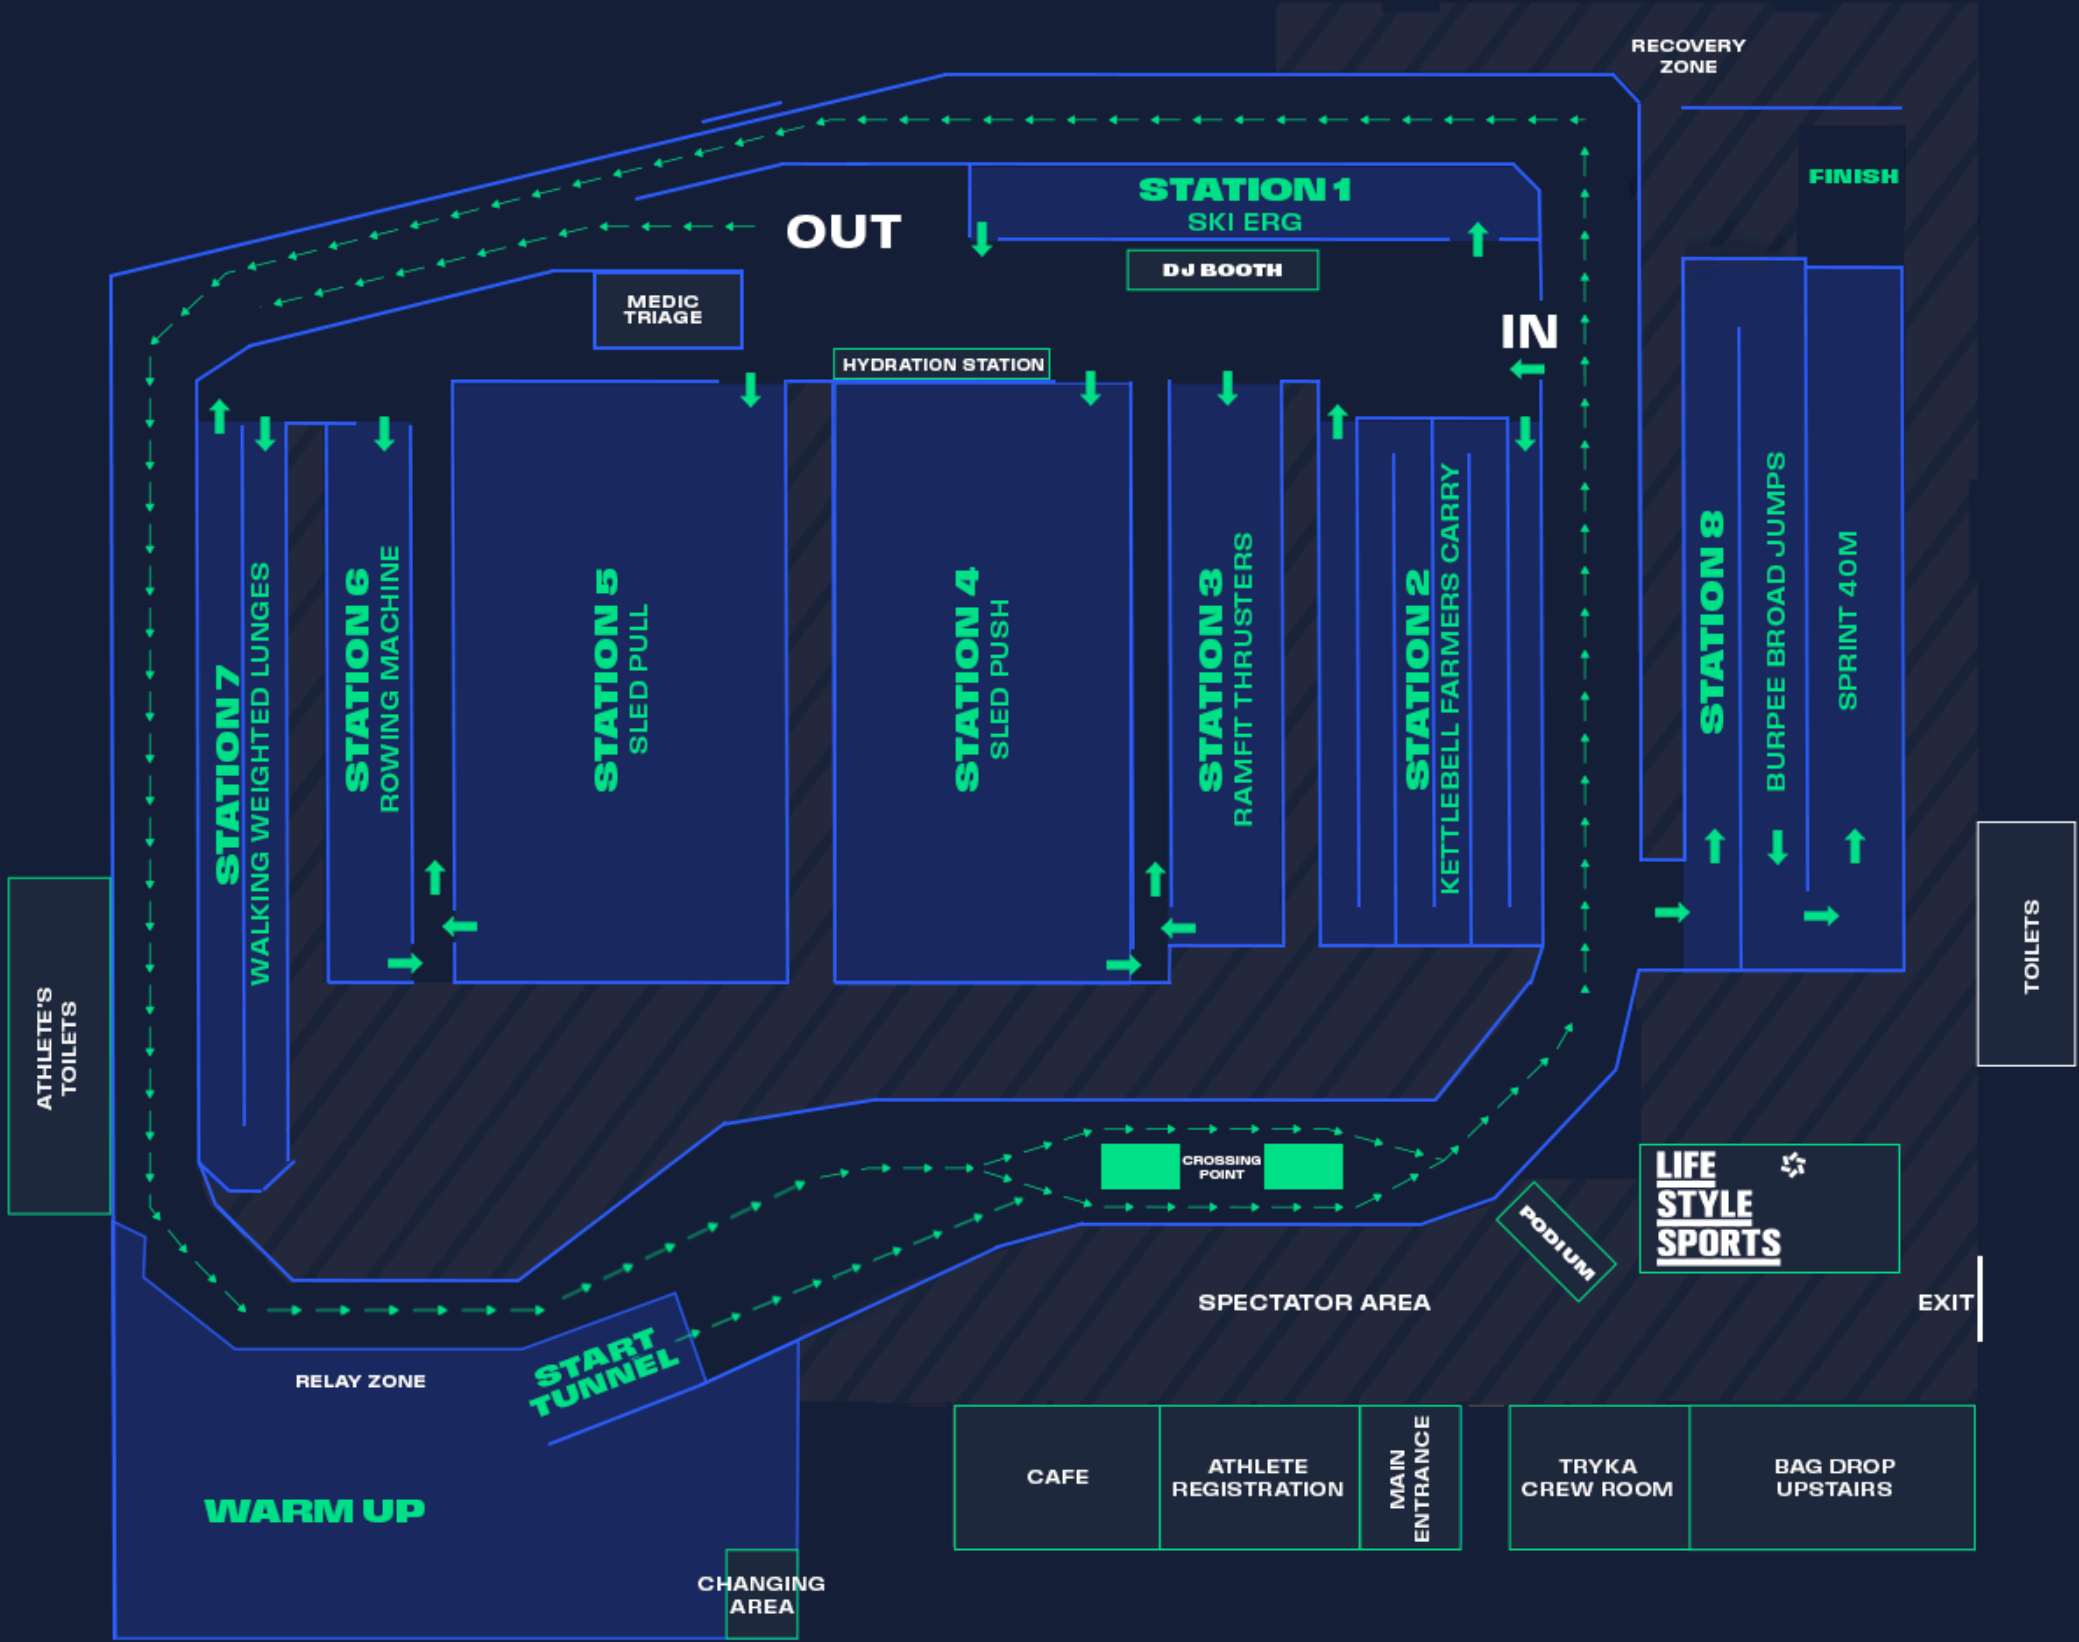 RECOVERY
ZONE
FINISH
STATION 1
SKI ERG
OUT
DJ BOOTH
MEDIC
TRIAGE
IN
HYDRATION STATION
STATION 7
WALKING WEIGHTED LUNGES
STATION 6
ROWING MACHINE
STATION 5
SLED PULL
STATION 4
SLED PUSH
STATION 3
RAMFIT THRUSTERS
STATION 2
KETTLEBELL FARMERS CARRY
STATION 8
BURPEE BROAD JUMPS
SPRINT 40M
ATHLETE'S
TOILETS
TOILETS
CROSSING
POINT
LIFE
STYLE
SPORTS
PODIUM
SPECTATOR AREA
EXIT
START
TUNNEL
RELAY ZONE
WARM UP
CHANGING
AREA
CAFE
ATHLETE
REGISTRATION
MAIN
ENTRANCE
TRYKA
CREW ROOM
BAG DROP
UPSTAIRS